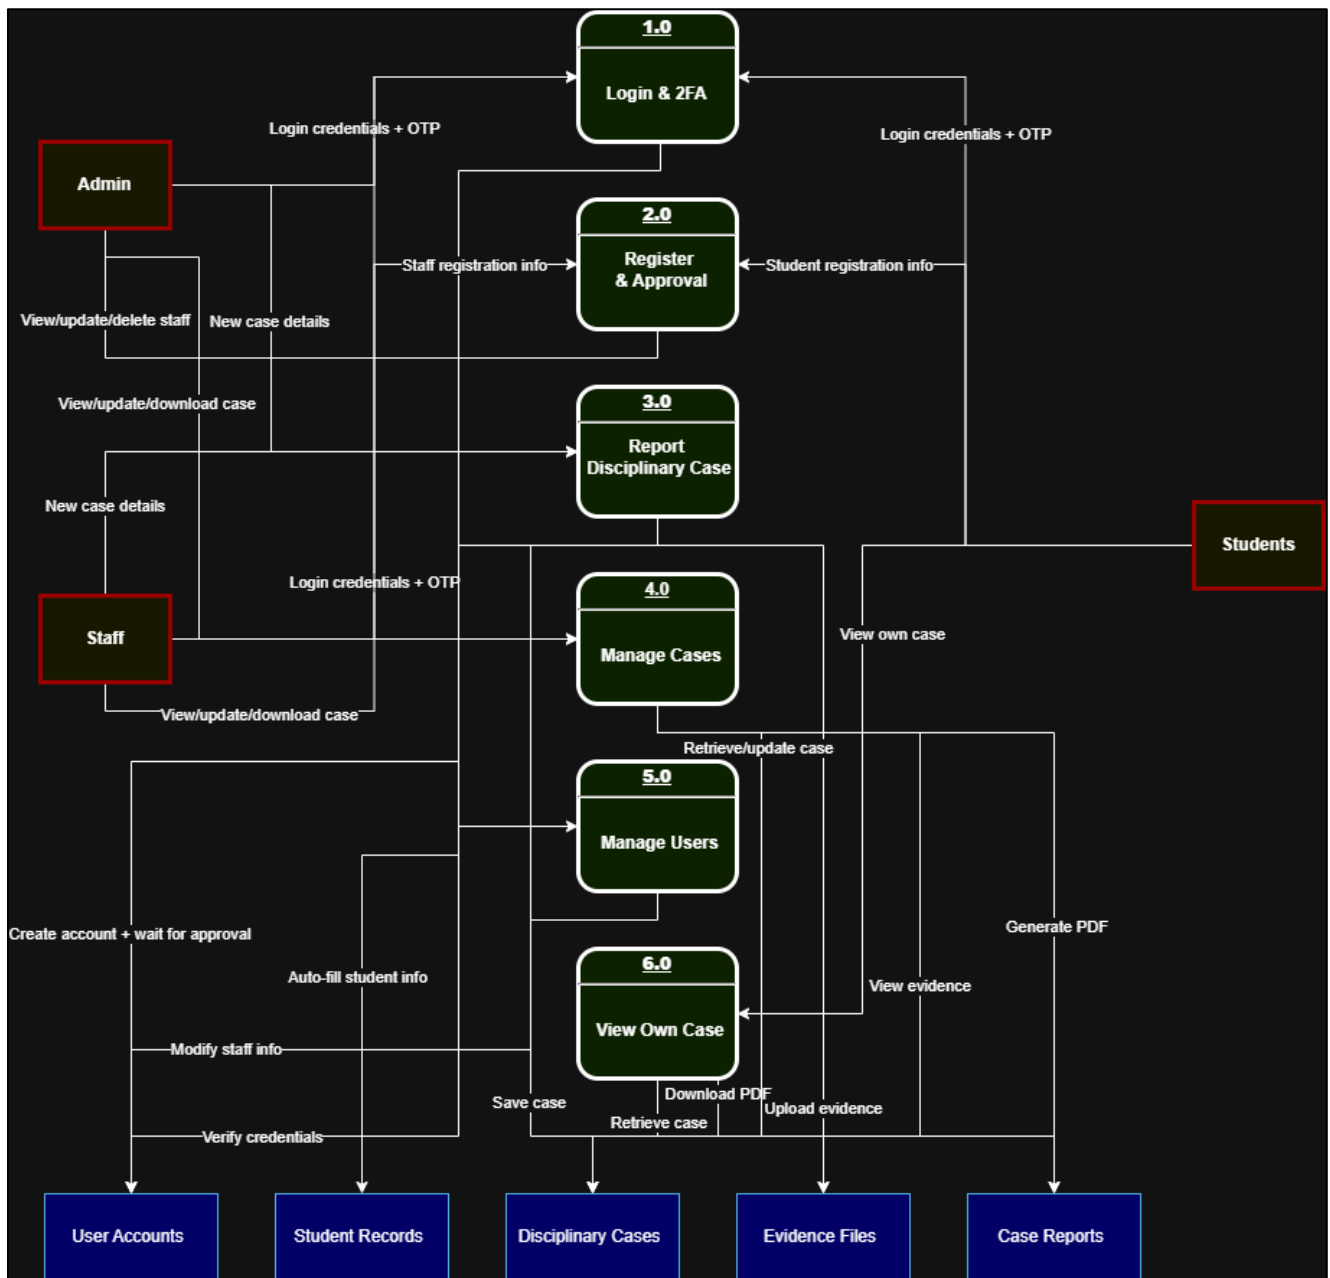 1.0
Login & 2FA
Login credentials + OTP
Login credentials + OTP
Admin
2.0
Register
& Approval
Staff registration info
Student registration info
View/update/delete staff
New case details
View/update/download case
3.0
Report
Disciplinary Case
New case details
Students
Login credentials + OTP
4.0
Manage Cases
Staff
View own case
View/update/download case
Retrieve/update case
5.0
Manage Users
Create account + wait for approval
Generate PDF
6.0
View Own Case
Auto-fill student info
View evidence
Modify staff info
Download PDF
Save case
Upload evidence
Retrieve case
Verify credentials
User Accounts
Student Records
Disciplinary Cases
Evidence Files
Case Reports